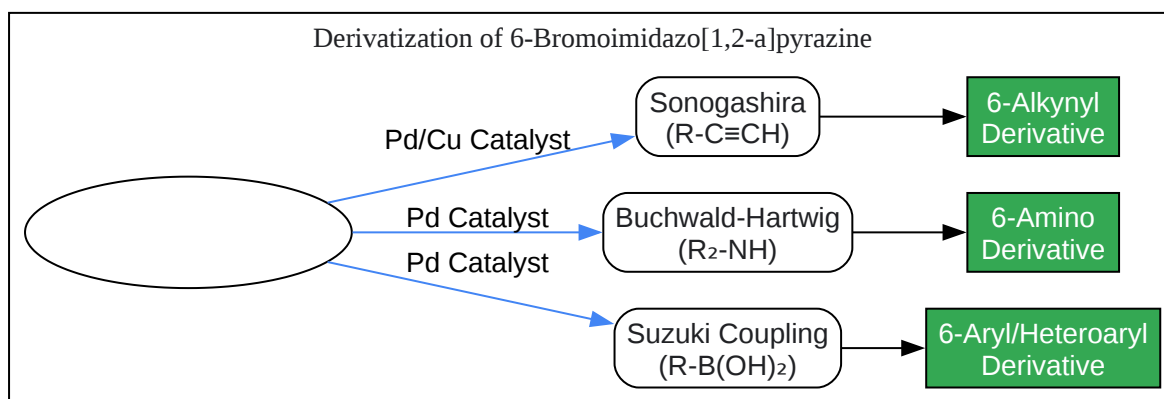 Derivatization of 6-Bromoimidazo[1,2-a]pyrazine
Pd/Cu Catalyst
Sonogashira
(R-C≡CH)
6-Alkynyl
Derivative
Pd Catalyst
Buchwald-Hartwig
(R₂-NH)
6-Amino
Derivative
Pd Catalyst
Suzuki Coupling
(R-B(OH)₂)
6-Aryl/Heteroaryl
Derivative